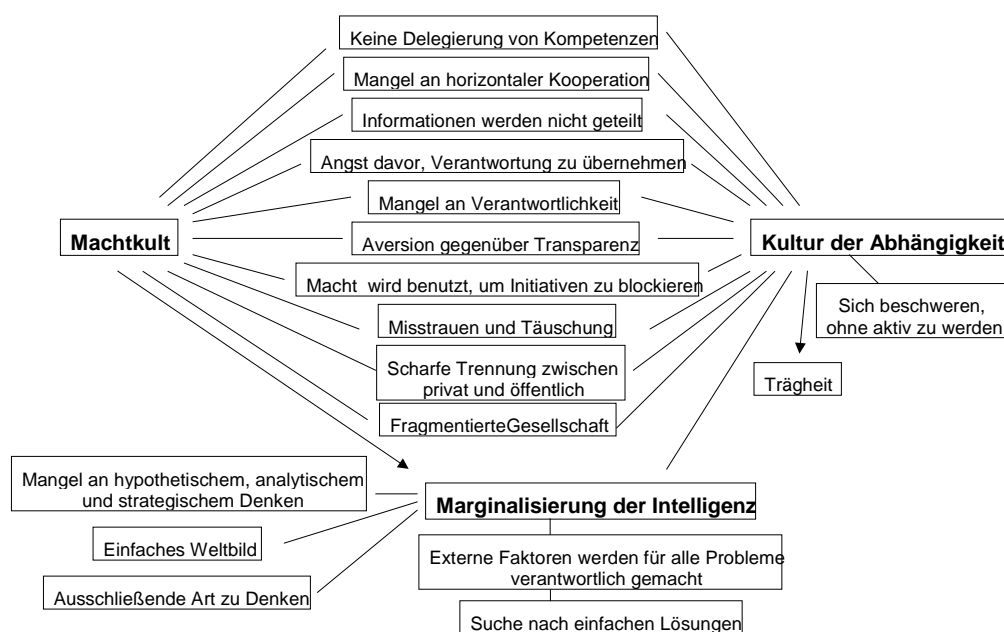 Keine Delegierung von Kompetenzen
Mangel an horizontaler Kooperation
Informationen werden nicht geteilt
Angst davor, Verantwortung zu übernehmen
Mangel an Verantwortlichkeit
Machtkult
Aversion gegenüber Transparenz
Kultur der Abhängigkeit
Macht wird benutzt, um Initiativen zu blockieren
Sich beschweren,
ohne aktiv zu werden
Misstrauen und Täuschung
Scharfe Trennung zwischen
privat und öffentlich
Trägheit
FragmentierteGesellschaft
Mangel an hypothetischem, analytischem
und strategischem Denken
Marginalisierung der Intelligenz
Einfaches Weltbild
Externe Faktoren werden für alle Probleme
verantwortlich gemacht
Ausschließende Art zu Denken
Suche nach einfachen Lösungen